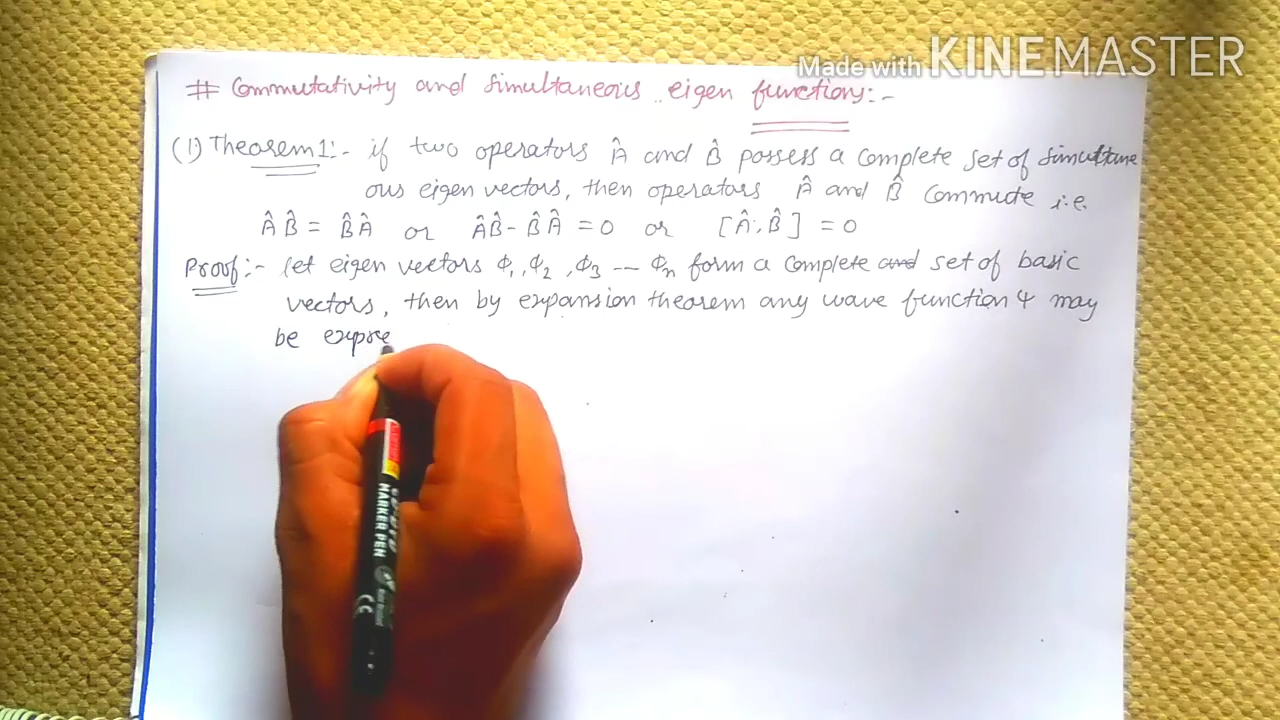 Made with KINEMASTER
# Commutativity and Simultaneous eigen functions:-
(1) Theorem 1:- if two operators Â and B̂ possess a complete set of simultane
ous eigen vectors, then operators Â and B̂ commute i.e.
ÂB̂ = B̂Â or ÂB̂ - B̂Â = 0 or [Â, B̂] = 0
Proof:- let eigen vectors Φ₁, Φ₂, Φ₃ --- Φn form a complete and set of basic
vectors, then by expansion theorem any wave function Ψ may
be expre
MARKER PEN
CE